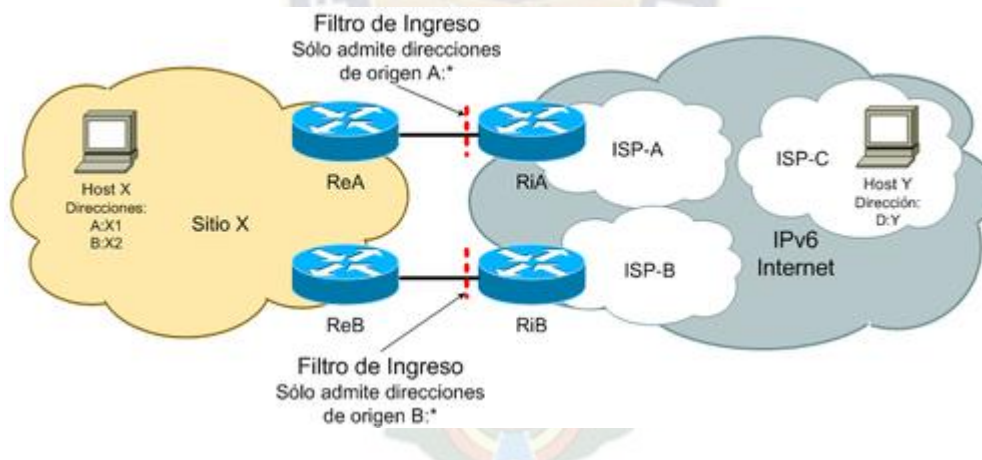 Filtro de Ingreso
Sólo admite direcciones
de origen A:*
Host X
Direcciones:
A:X1
B:X2
Sitio X
ReA
RiA
ISP-A
ISP-C
Host Y
Dirección:
D:Y
IPv6
Internet
ISP-B
ReB
RiB
Filtro de Ingreso
Sólo admite direcciones
de origen B:*